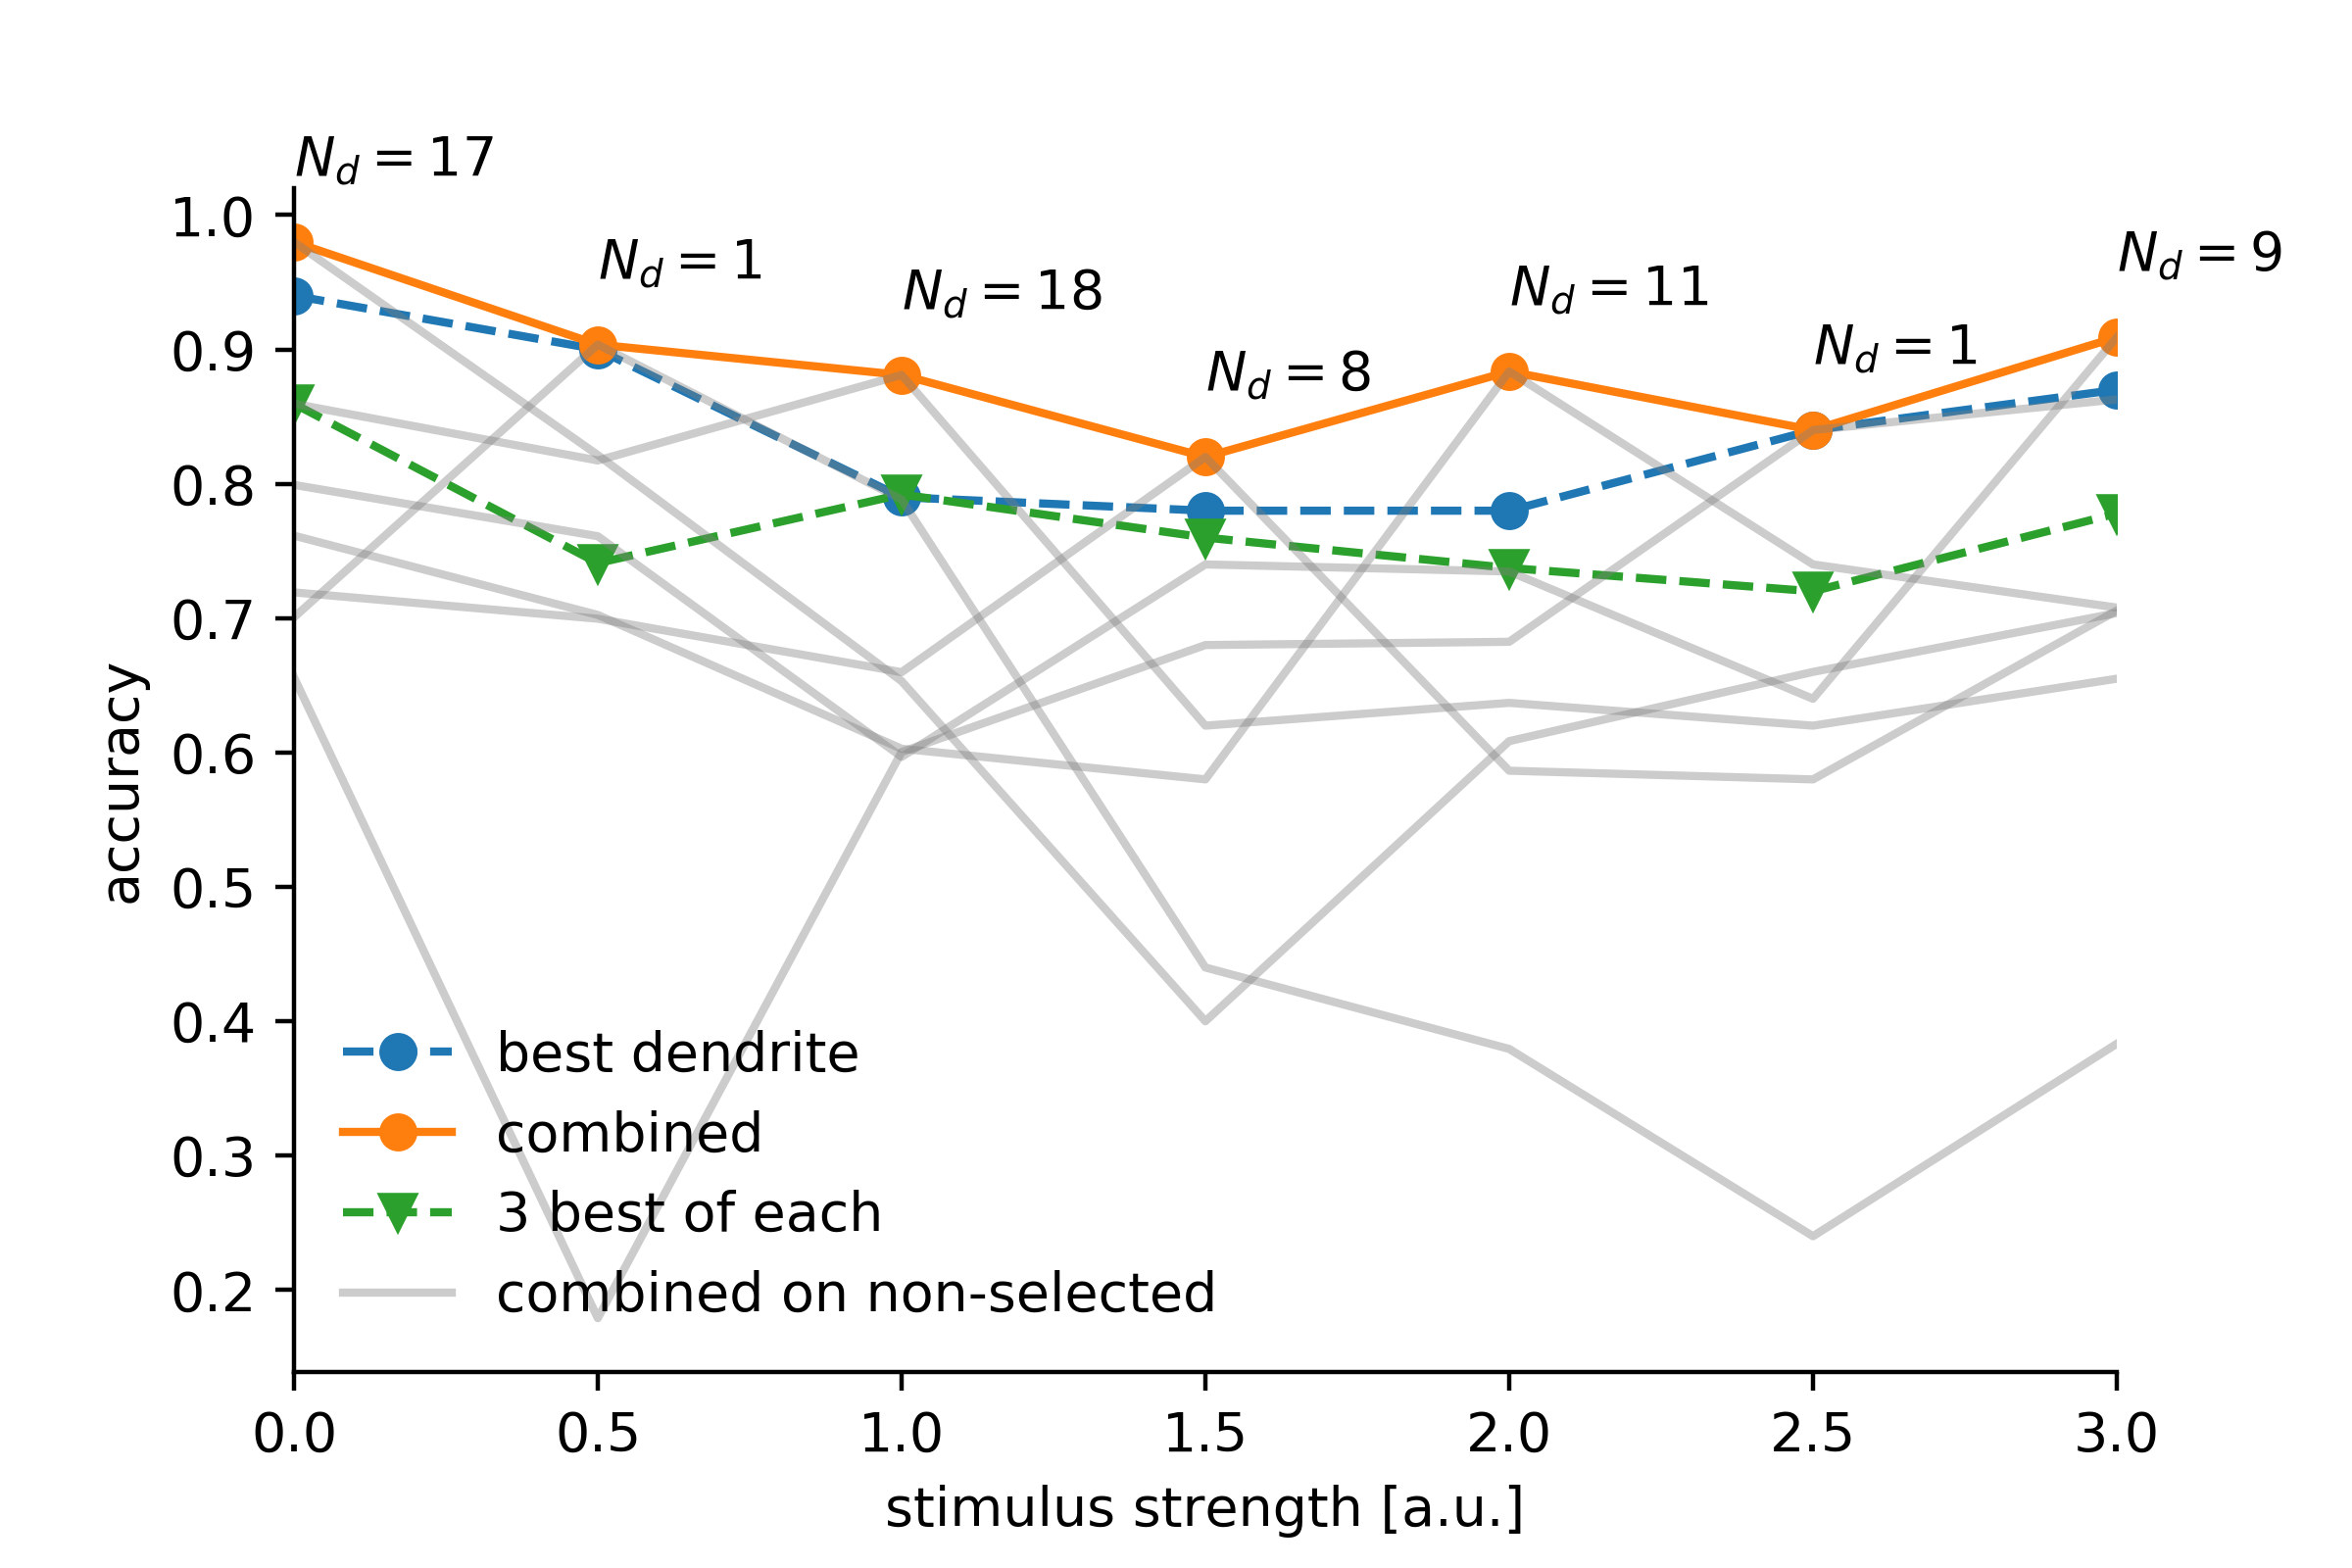 N_d = 17
N_d = 1
N_d = 18
N_d = 8
N_d = 11
N_d = 1
N_d = 9
1.0
0.9
0.8
0.7
0.6
0.5
0.4
0.3
0.2
accuracy
best dendrite
combined
3 best of each
combined on non-selected
0.0 0.5 1.0 1.5 2.0 2.5 3.0
stimulus strength [a.u.]